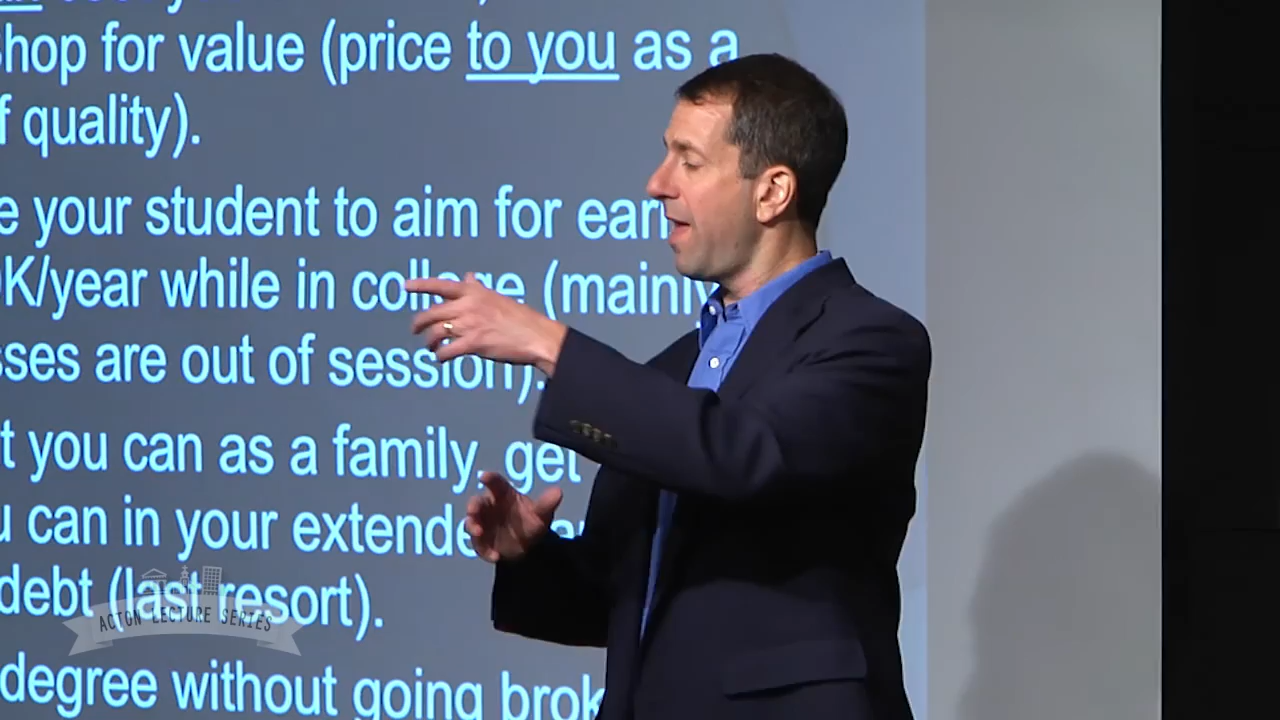 Shop for value (price to you as a
f quality).
e your student to aim for earn
K/year while in college (mainly
sses are out of session).
t you can as a family, get
u can in your extended
debt (last resort).
degree without going brok
ACTON LECTURE SERIES